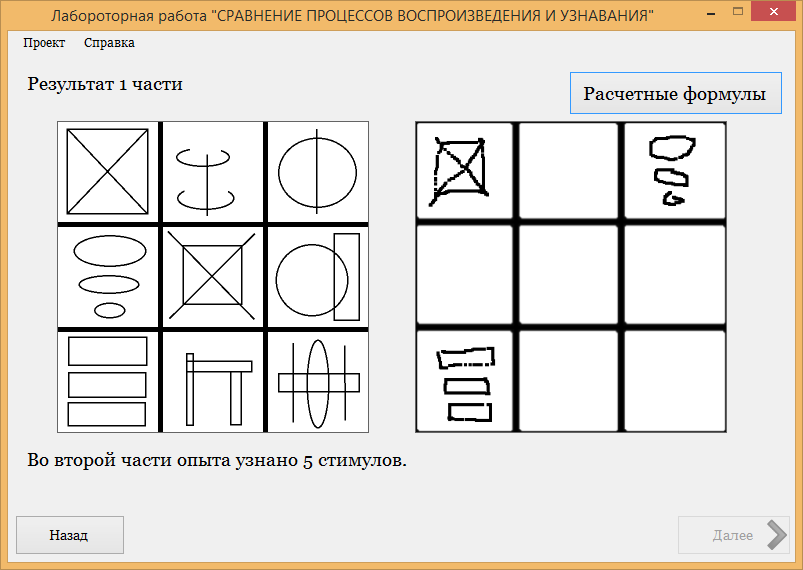 Лабороторная работа "СРАВНЕНИЕ ПРОЦЕССОВ ВОСПРОИЗВЕДЕНИЯ И УЗНАВАНИЯ"
Проект Справка
Результат 1 части
Расчетные формулы
Во второй части опыта узнано 5 стимулов.
Назад
Далее